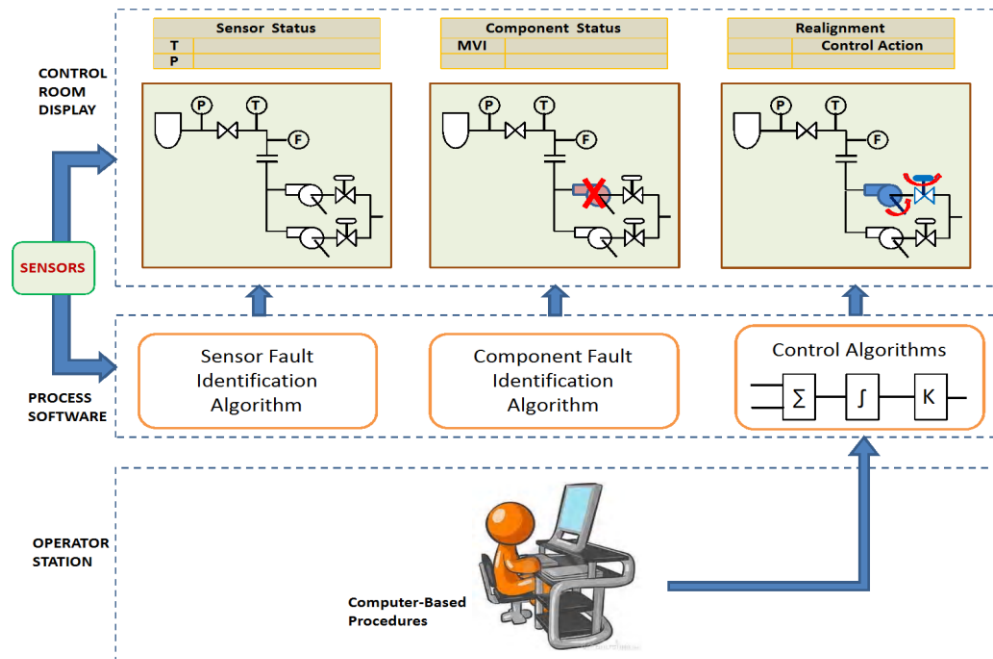 Sensor Status
T
P
Component Status
MVI
Realignment
Control Action
CONTROL
ROOM
DISPLAY
P
T
F
P
T
F
P
T
F
SENSORS
PROCESS
SOFTWARE
Sensor Fault
Identification
Algorithm
Component Fault
Identification
Algorithm
Control Algorithms
Σ
∫
K
OPERATOR
STATION
Computer-Based
Procedures